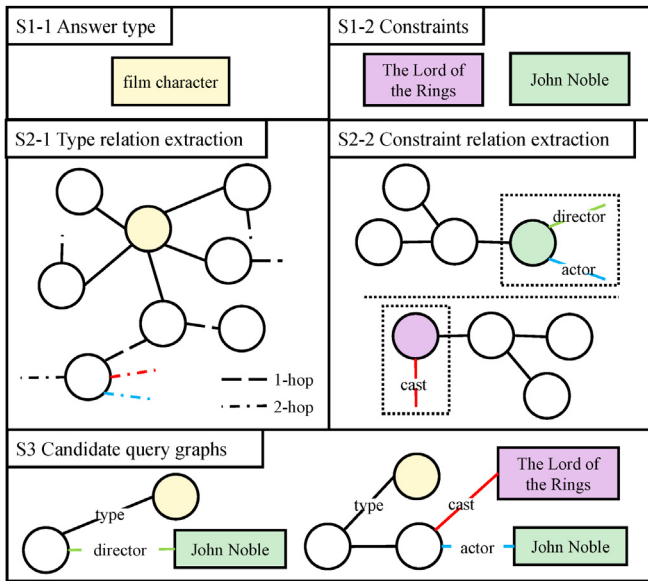 S1-1 Answer type
film character
S1-2 Constraints
The Lord of
the Rings
John Noble
S2-1 Type relation extraction
1-hop
2-hop
S2-2 Constraint relation extraction
director
actor
cast
S3 Candidate query graphs
type
director
John Noble
type
cast
The Lord of
the Rings
actor
John Noble